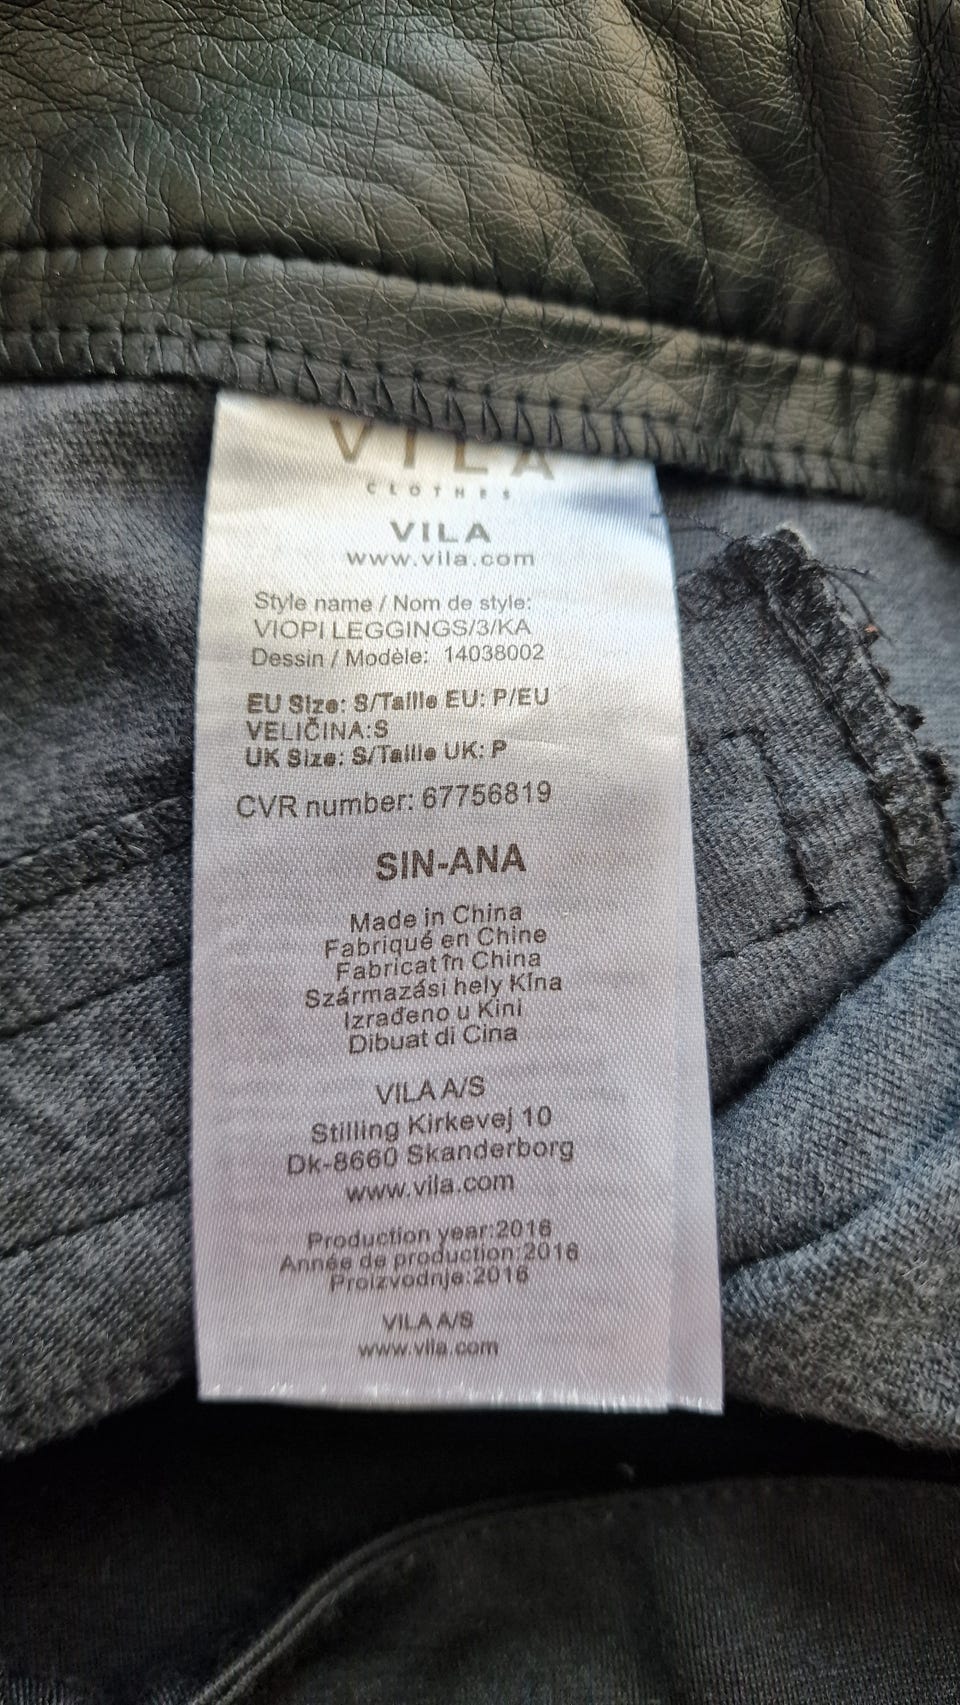 VILA
CLOTHES
VILA
www.vila.com
Style name / Nom de style:
VIOPI LEGGINGS/3/KA
Dessin / Modèle: 14038002
EU Size: S/Taille EU: P/EU
VELIČINA:S
UK Size: S/Taille UK: P
CVR number: 67756819
SIN-ANA
Made in China
Fabriqué en Chine
Fabricat în China
Származási hely Kína
Izrađeno u Kini
Dibuat di Cina
VILA A/S
Stilling Kirkevej 10
Dk-8660 Skanderborg
www.vila.com
Production year:2016
Année de production:2016
Proizvodnje:2016
VILA A/S
www.vila.com